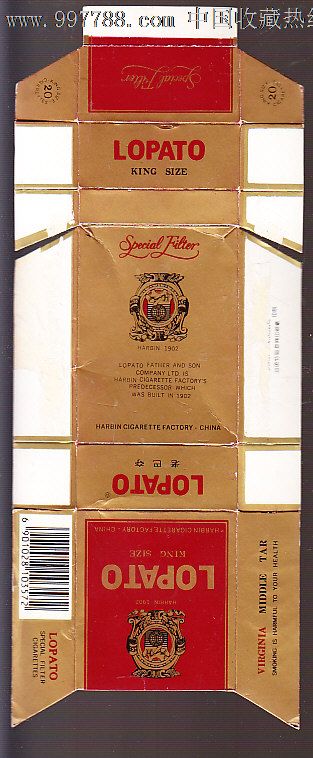 www.997788.com 中国收藏热线
Special Filter
20
20
LOPATO
KING SIZE
Special Filter
HARBIN 1902
LOPATO FATHER AND SON
COMPANY LTD. IS
HARBIN CIGARETTE FACTORY'S
PREDECESSOR WHICH
WAS BUILT IN 1902
HARBIN CIGARETTE FACTORY · CHINA
老巴夺
LOPATO
HARBIN CIGARETTE FACTORY · CHINA
KING SIZE
LOPATO
HARBIN 1902
6 901028 103572
LOPATO
SPECIAL FILTER
CIGARETTES
VIRGINIA MIDDLE TAR
SMOKING IS HARMFUL TO YOUR HEALTH